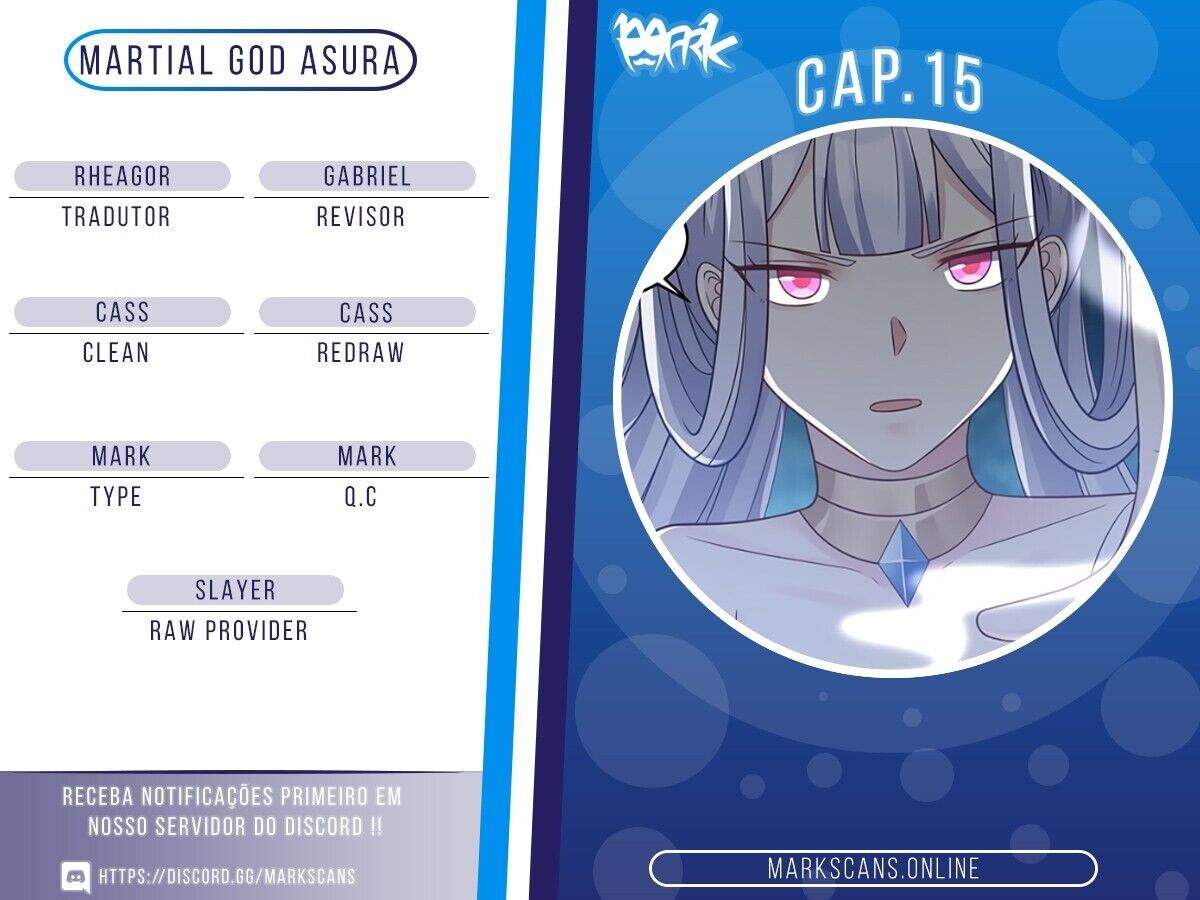 MARTIAL GOD ASURA
RHEAGOR
TRADUTOR
GABRIEL
REVISOR
CASS
CLEAN
CASS
REDRAW
MARK
TYPE
MARK
Q.C
SLAYER
RAW PROVIDER
RECEBA NOTIFICAÇÕES PRIMEIRO EM
NOSSO SERVIDOR DO DISCORD !!
HTTPS://DISCORD.GG/MARKSCANS
MARK
CAP.15
MARKSCANS.ONLINE